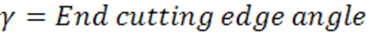 γ = End cutting edge angle